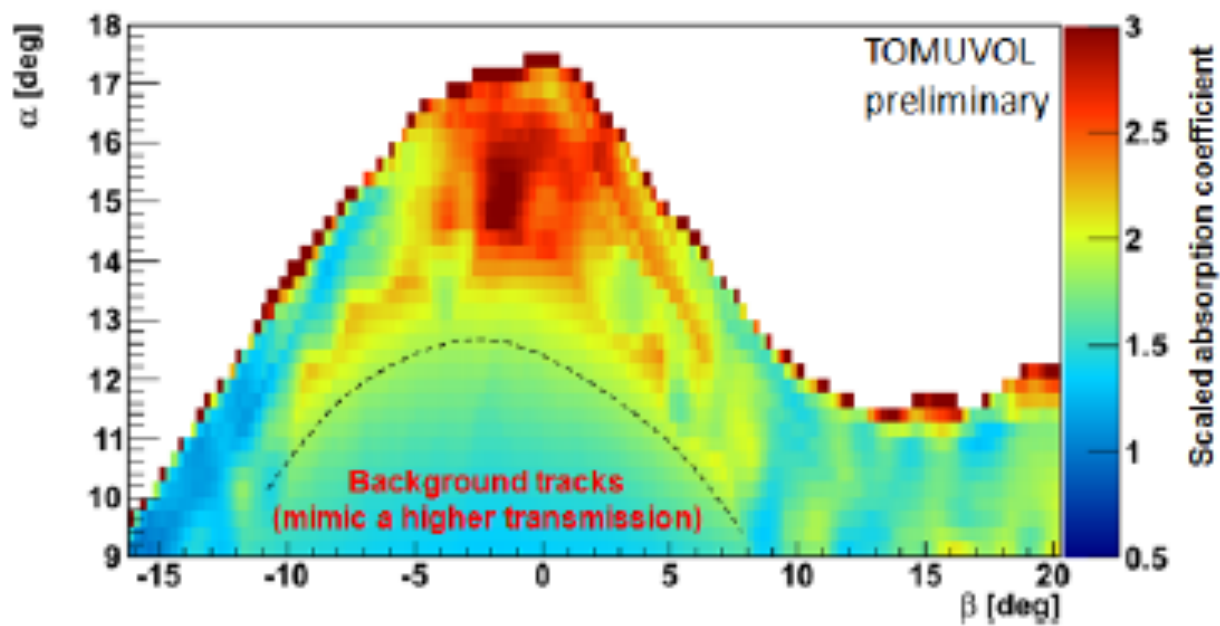 α [deg]
18
17
16
15
14
13
12
11
10
9
TOMUVOL
preliminary
Background tracks
(mimic a higher transmission)
-15 -10 -5 0 5 10 15 20
β [deg]
3
2.5
2
1.5
1
0.5
Scaled absorption coefficient